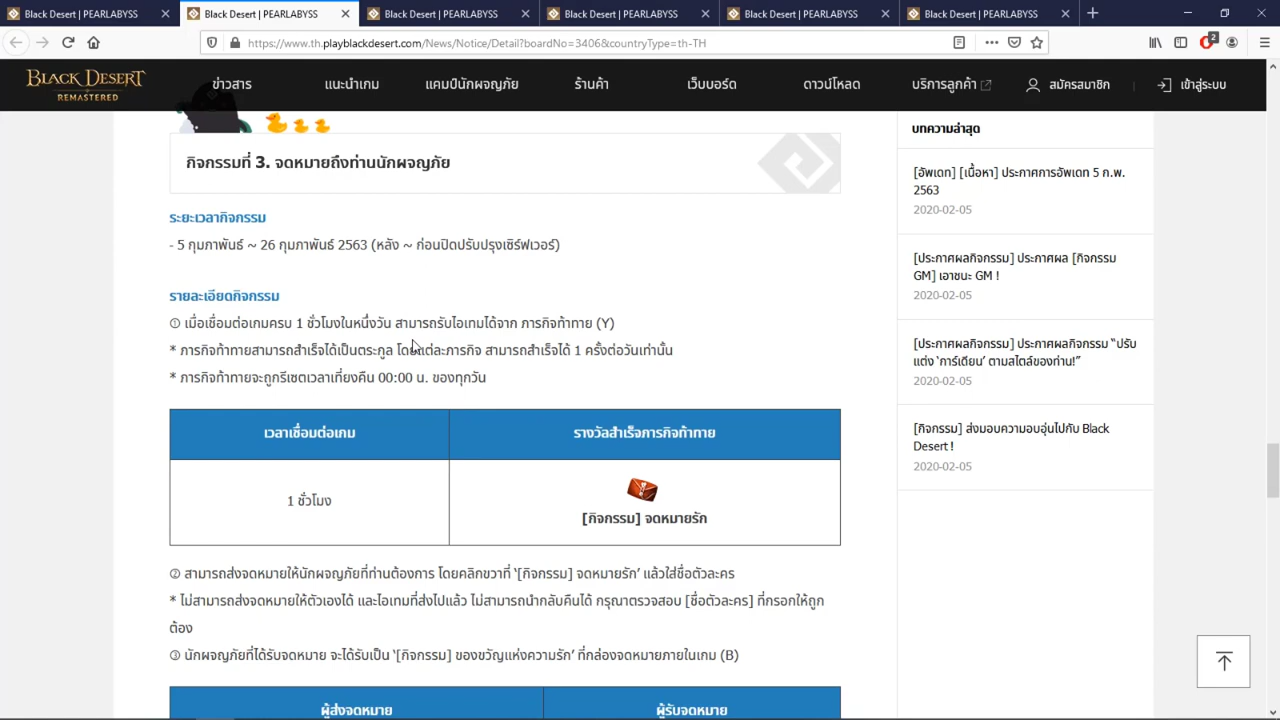 Black Desert | PEARLABYSS
Black Desert | PEARLABYSS
Black Desert | PEARLABYSS
Black Desert | PEARLABYSS
Black Desert | PEARLABYSS
Black Desert | PEARLABYSS
https://www.th.playblackdesert.com/News/Notice/Detail?boardNo=3406&countryType=th-TH
2
BLACK DESERT
REMASTERED
ข่าวสาร
แนะนำเกม
แคมป์นักผจญภัย
ร้านค้า
เว็บบอร์ด
ดาวน์โหลด
บริการลูกค้า
สมัครสมาชิก
เข้าสู่ระบบ
กิจกรรมที่ 3. จดหมายถึงท่านนักผจญภัย
ระยะเวลากิจกรรม
- 5 กุมภาพันธ์ ~ 26 กุมภาพันธ์ 2563 (หลัง ~ ก่อนปิดปรับปรุงเซิร์ฟเวอร์)
รายละเอียดกิจกรรม
① เมื่อเชื่อมต่อเกมครบ 1 ชั่วโมงในหนึ่งวัน สามารถรับไอเทมได้จาก ภารกิจท้าทาย (Y)
* ภารกิจท้าทายสามารถสำเร็จได้เป็นตระกูล โดยแต่ละภารกิจ สามารถสำเร็จได้ 1 ครั้งต่อวันเท่านั้น
* ภารกิจท้าทายจะถูกรีเซตเวลาเที่ยงคืน 00:00 น. ของทุกวัน
เวลาเชื่อมต่อเกม
รางวัลสำเร็จภารกิจท้าทาย
1 ชั่วโมง
[กิจกรรม] จดหมายรัก
② สามารถส่งจดหมายให้นักผจญภัยที่ท่านต้องการ โดยคลิกขวาที่ ‘[กิจกรรม] จดหมายรัก’ แล้วใส่ชื่อตัวละคร
* ไม่สามารถส่งจดหมายให้ตัวเองได้ และไอเทมที่ส่งไปแล้ว ไม่สามารถนำกลับคืนได้ กรุณาตรวจสอบ [ชื่อตัวละคร] ที่กรอกให้ถูก
ต้อง
③ นักผจญภัยที่ได้รับจดหมาย จะได้รับเป็น ‘[กิจกรรม] ของขวัญแห่งความรัก’ ที่กล่องจดหมายภายในเกม (B)
ผู้ส่งจดหมาย
ผู้รับจดหมาย
บทความล่าสุด
[อัพเดท] [เนื้อหา] ประกาศการอัพเดท 5 ก.พ.
2563
2020-02-05
[ประกาศผลกิจกรรม] ประกาศผล [กิจกรรม
GM] เอาชนะ GM !
2020-02-05
[ประกาศผลกิจกรรม] ประกาศผลกิจกรรม “ปรับ
แต่ง ‘การ์เดียน’ ตามสไตล์ของท่าน!”
2020-02-05
[กิจกรรม] ส่งมอบความอบอุ่นไปกับ Black
Desert !
2020-02-05